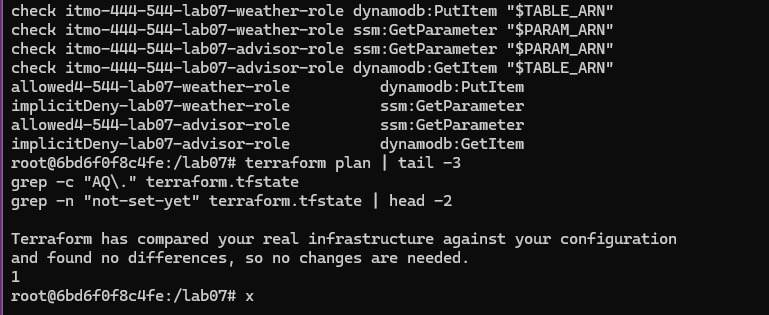 check itmo-444-544-lab07-weather-role dynamodb:PutItem "$TABLE_ARN"
check itmo-444-544-lab07-weather-role ssm:GetParameter "$PARAM_ARN"
check itmo-444-544-lab07-advisor-role ssm:GetParameter "$PARAM_ARN"
check itmo-444-544-lab07-advisor-role dynamodb:GetItem "$TABLE_ARN"
allowed4-544-lab07-weather-role          dynamodb:PutItem
implicitDeny-lab07-weather-role          ssm:GetParameter
allowed4-544-lab07-advisor-role          ssm:GetParameter
implicitDeny-lab07-advisor-role          dynamodb:GetItem
root@6bd6f0f8c4fe:/lab07# terraform plan | tail -3
grep -c "AQ\." terraform.tfstate
grep -n "not-set-yet" terraform.tfstate | head -2
Terraform has compared your real infrastructure against your configuration
and found no differences, so no changes are needed.
1
root@6bd6f0f8c4fe:/lab07# x